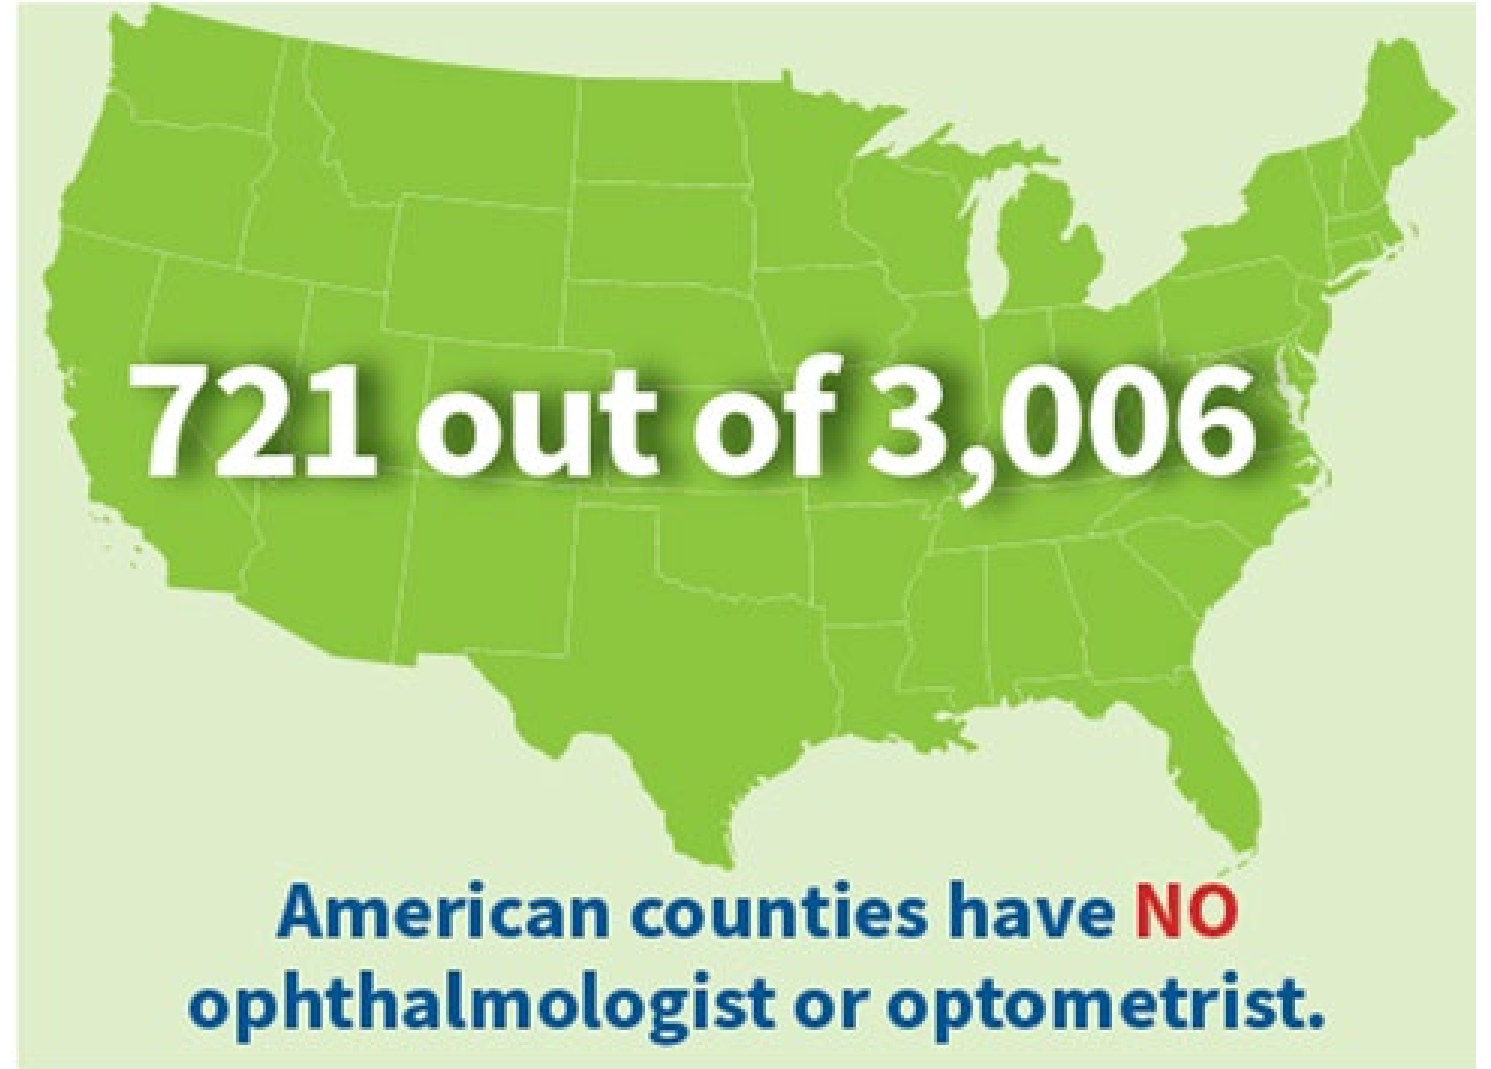 721 out of 3,006
American counties have NO
ophthalmologist or optometrist.